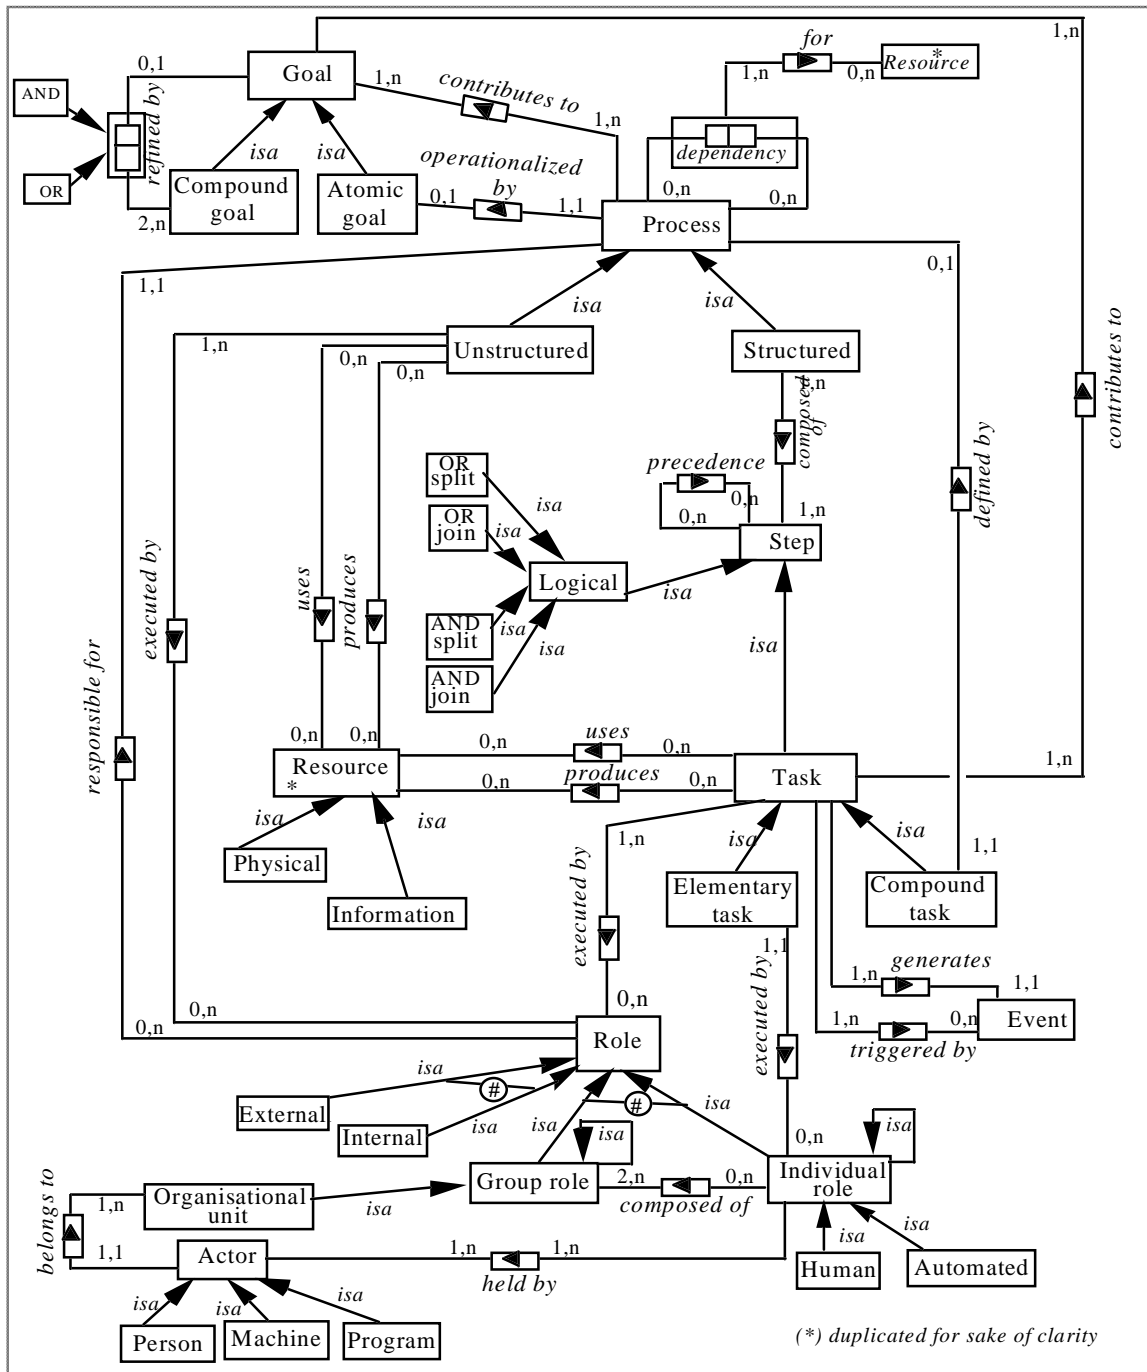 for
1,n
0,1
Goal
1,n
contributes to
1,n
0,n
Resource
*
AND
refined by
isa
isa
1,n
dependency
operationalized
by
OR
Compound
goal
Atomic
goal
0,1
1,1
0,n
0,n
2,n
Process
1,1
0,1
isa
isa
1,n
Unstructured
Structured
0,n
0,n
1,n
composed
of
contributes to
OR
split
precedence
isa
0,n
1,n
defined by
OR
join
isa
0,n
Step
executed by
uses
produces
Logical
isa
AND
split
isa
isa
AND
join
isa
responsible for
0,n
0,n
0,n
uses
0,n
Resource
*
produces
Task
1,n
0,n
0,n
isa
isa
1,n
isa
isa
1,1
Physical
Elementary
task
Compound
task
Information
executed by
1,1
generates
1,n
1,1
executed by
0,n
0,n
0,n
Role
1,n
0,n
Event
triggered by
isa
#
#
isa
External
Internal
isa
isa
isa
0,n
isa
Group role
2,n
0,n
Individual
role
composed of
belongs to
1,n
Organisational
unit
isa
1,1
Actor
1,n
1,n
held by
isa
isa
Human
Automated
isa
isa
isa
Person
Machine
Program
(*) duplicated for sake of clarity